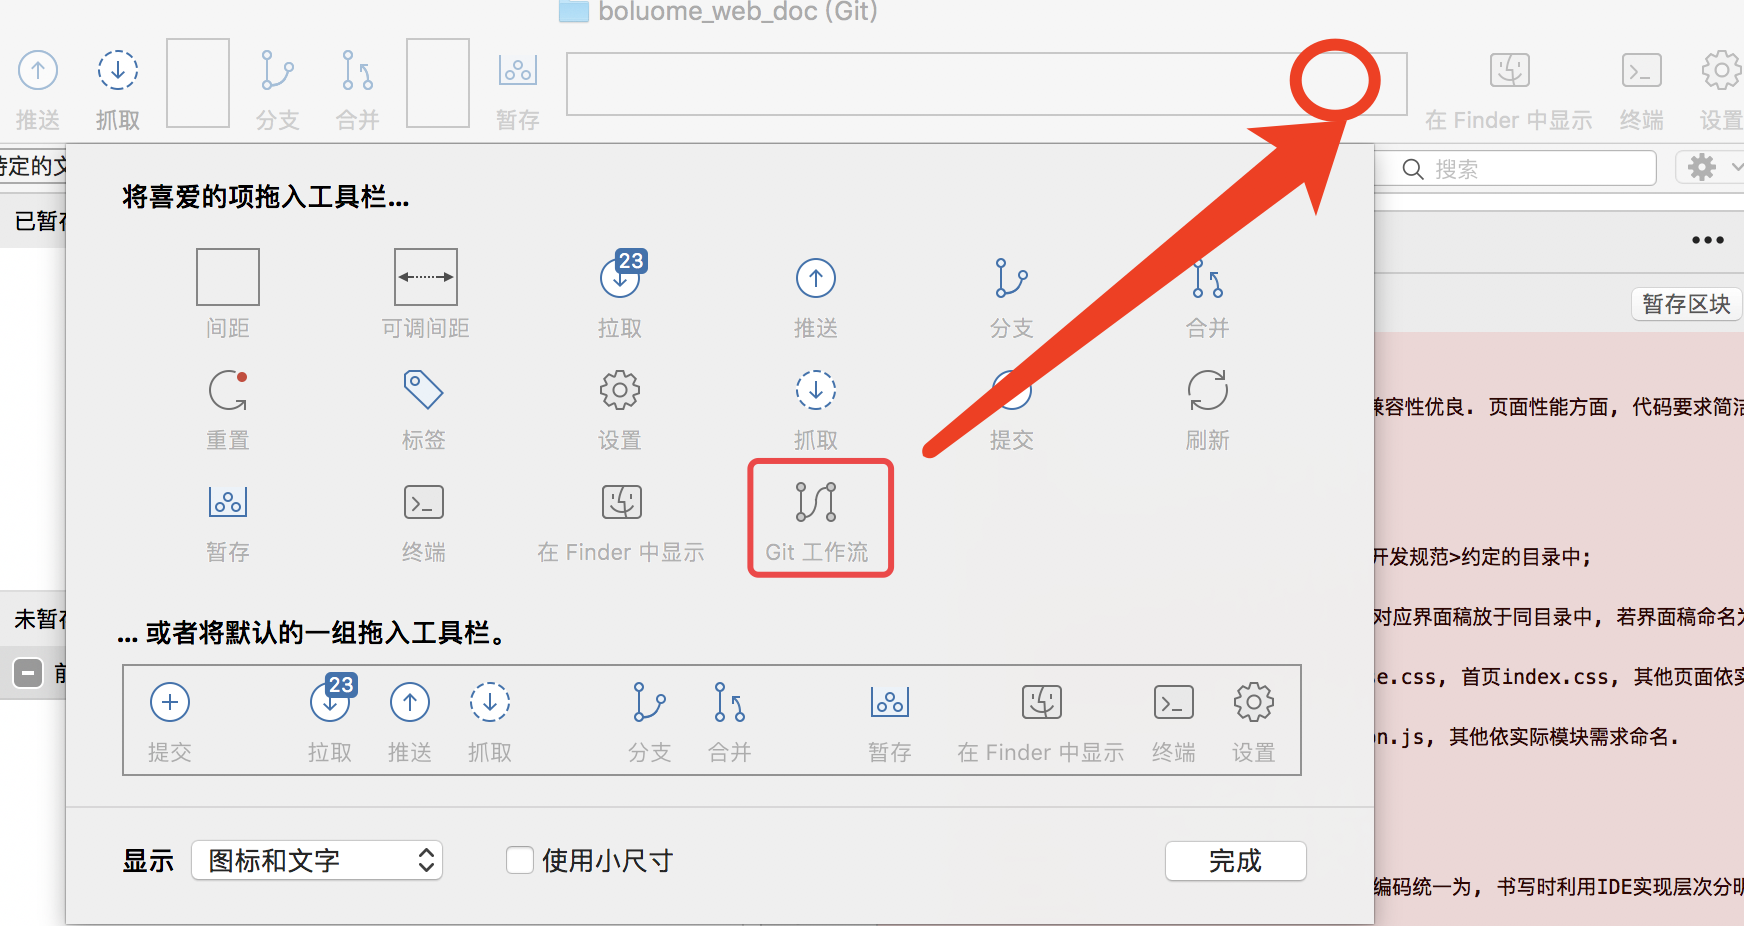 boluome_web_doc (Git)
推送 抓取 分支 合并 暂存 在 Finder 中显示 终端 设置
特定的文
搜索
已暂存
将喜爱的项拖入工具栏...
暂存区块
间距 可调间距 23 拉取 推送 分支 合并
兼容性优良. 页面性能方面, 代码要求简洁
重置 标签 设置 抓取 提交 刷新
暂存 终端 在 Finder 中显示 Git 工作流
开发规范>约定的目录中;
对应界面稿放于同目录中, 若界面稿命名为
未暂存
... 或者将默认的一组拖入工具栏。
前
.css, 首页index.css, 其他页面依实
提交 23 拉取 推送 抓取 分支 合并 暂存 在 Finder 中显示 终端 设置
n.js, 其他依实际模块需求命名.
显示 图标和文字 使用小尺寸 完成
编码统一为, 书写时利用IDE实现层次分明